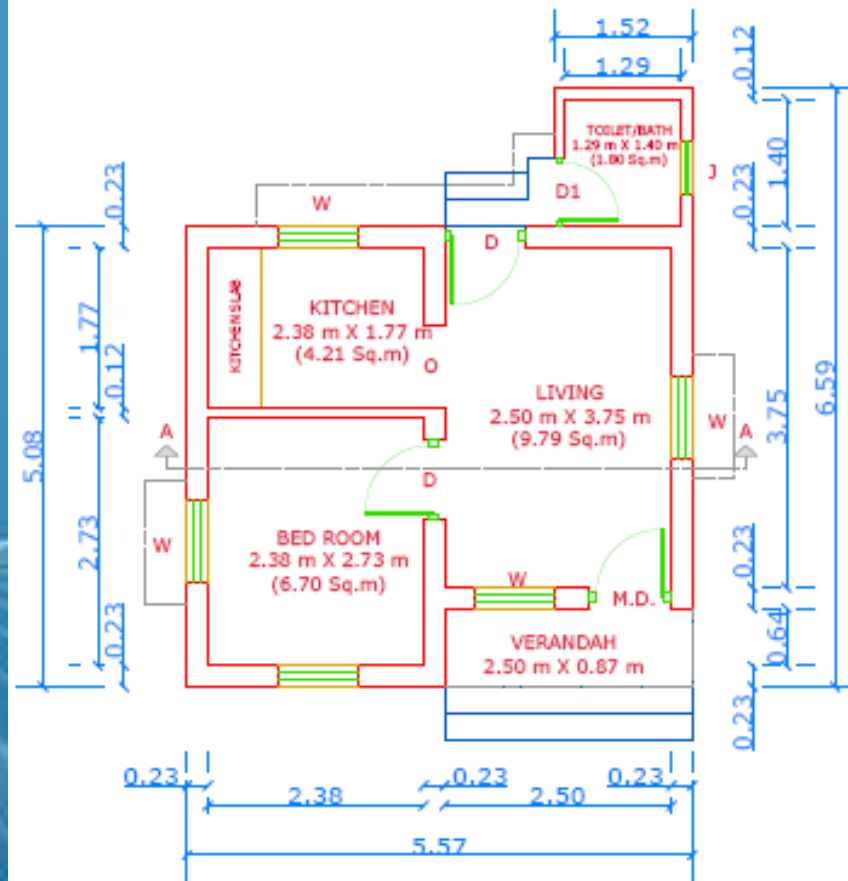 1.52
1.29
0.12
TOILET/BATH
1.29 m X 1.40 m
(1.80 Sq.m)
1.40
J
0.23
D1
0.23
W
D
KITCHEN SLAB
KITCHEN
2.38 m X 1.77 m
(4.21 Sq.m)
1.77
0.12
O
LIVING
2.50 m X 3.75 m
(9.79 Sq.m)
W
3.75
6.59
A
A
5.08
D
2.73
W
BED ROOM
2.38 m X 2.73 m
(6.70 Sq.m)
W
M.D.
0.23
0.23
VERANDAH
2.50 m X 0.87 m
0.64
0.23
0.23
0.23
0.23
2.38
2.50
5.57